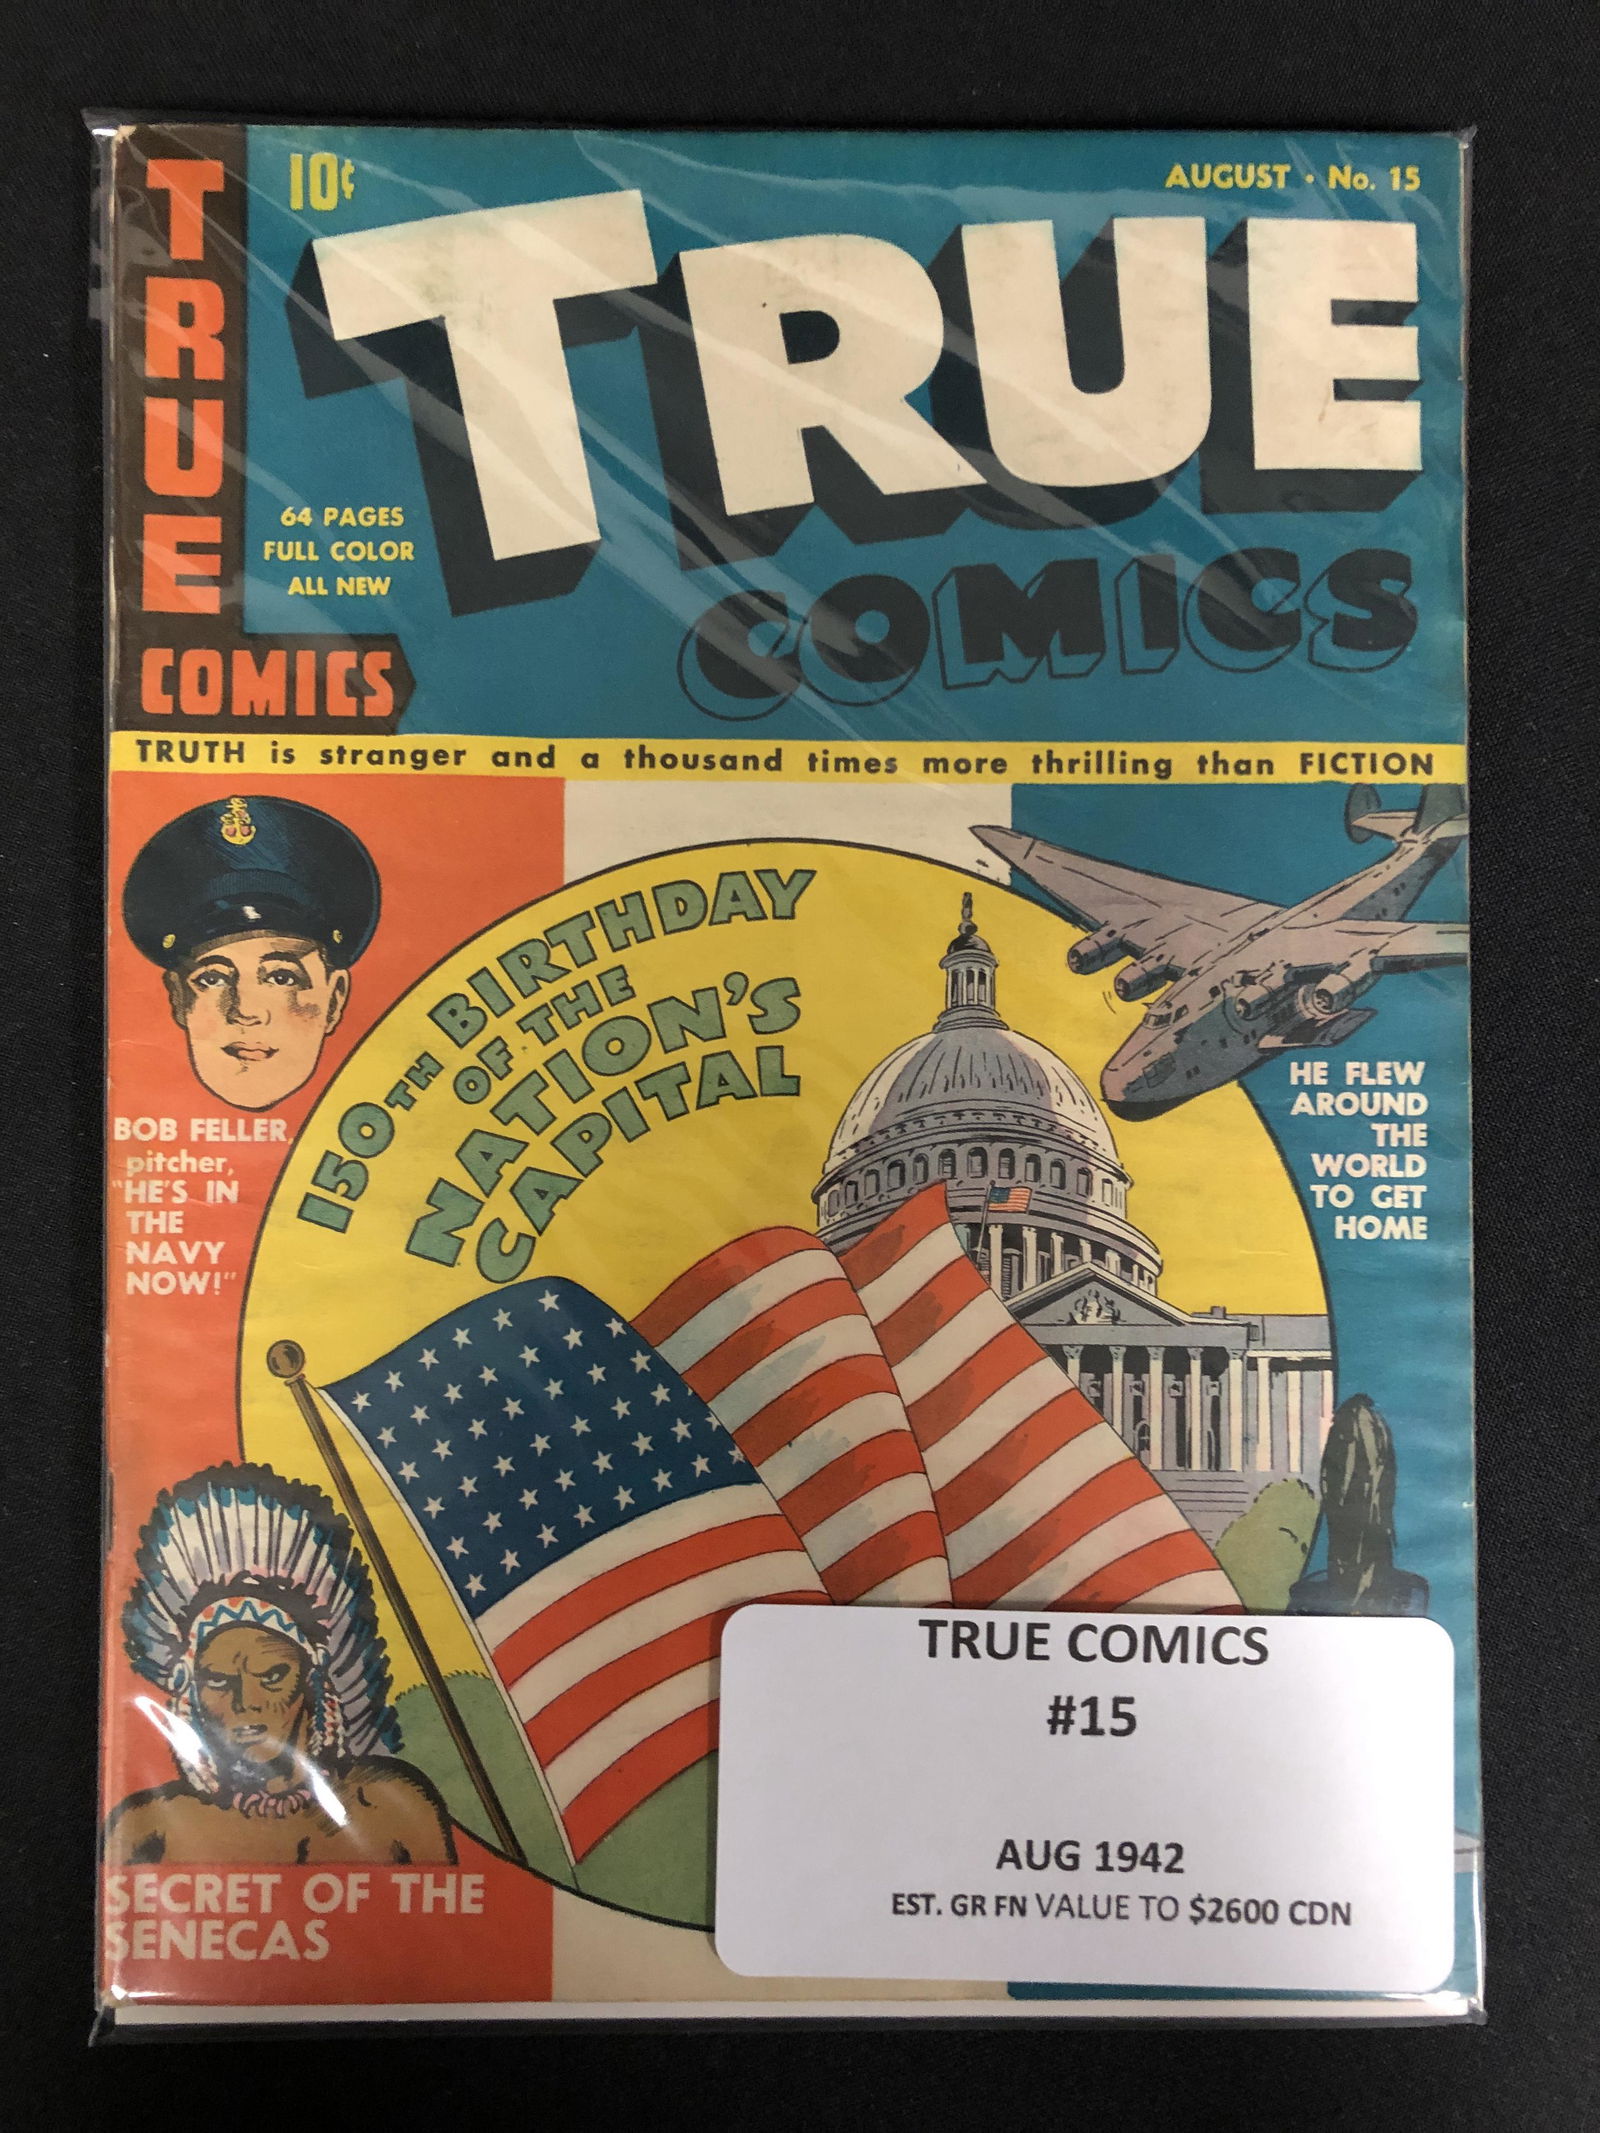 TRUE
COMICS
10¢
AUGUST • No. 15
TRUE
COMICS
64 PAGES
FULL COLOR
ALL NEW
TRUTH is stranger and a thousand times more thrilling than FICTION
150TH BIRTHDAY
OF THE
NATION'S
CAPITAL
BOB FELLER,
pitcher,
"HE'S IN
THE
NAVY
NOW!"
HE FLEW
AROUND
THE
WORLD
TO GET
HOME
SECRET OF THE
SENECAS
TRUE COMICS
#15
AUG 1942
EST. GR FN VALUE TO $2600 CDN